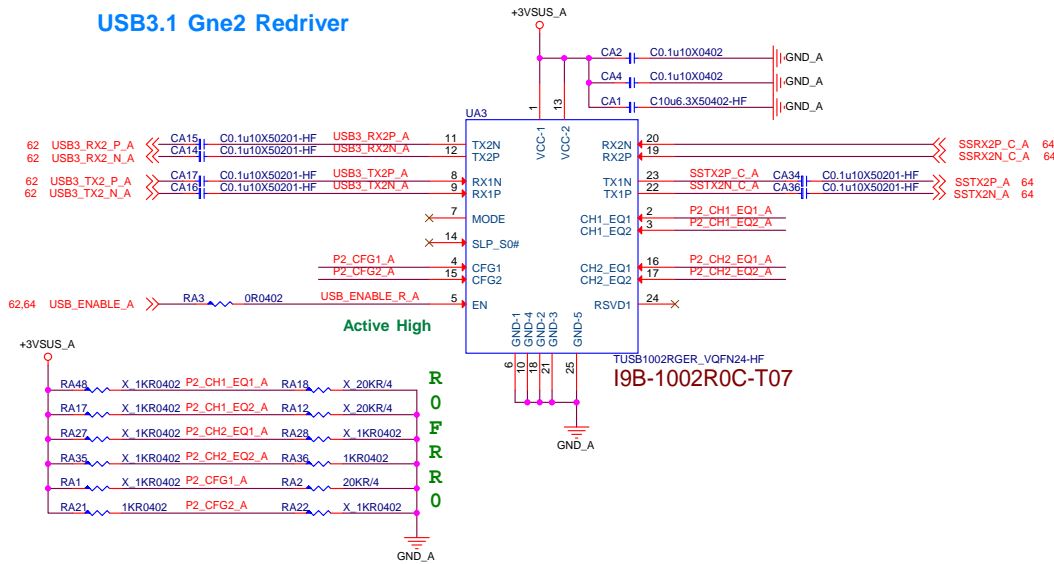 USB3.1 Gne2 Redriver
+3VSUS_A
CA2 C0.1u10X0402 GND_A
CA4 C0.1u10X0402 GND_A
CA1 C10u6.3X50402-HF GND_A
1 13
UA3
VCC-1 VCC-2
62 USB3_RX2_P_A CA15 C0.1u10X50201-HF USB3_RX2P_A 11 TX2N RX2N 20 SSRX2P_C_A 64
62 USB3_RX2_N_A CA14 C0.1u10X50201-HF USB3_RX2N_A 12 TX2P RX2P 19 SSRX2N_C_A 64
62 USB3_TX2_P_A CA17 C0.1u10X50201-HF USB3_TX2P_A 8 RX1N TX1N 23 SSTX2P_C_A CA34 C0.1u10X50201-HF SSTX2P_A 64
62 USB3_TX2_N_A CA16 C0.1u10X50201-HF USB3_TX2N_A 9 RX1P TX1P 22 SSTX2N_C_A CA36 C0.1u10X50201-HF SSTX2N_A 64
7 MODE CH1_EQ1 2 P2_CH1_EQ1_A
CH1_EQ2 3 P2_CH1_EQ2_A
14 SLP_S0#
P2_CFG1_A 4 CFG1 CH2_EQ1 16 P2_CH2_EQ1_A
P2_CFG2_A 15 CFG2 CH2_EQ2 17 P2_CH2_EQ2_A
62,64 USB_ENABLE_A RA3 0R0402 USB_ENABLE_R_A 5 EN RSVD1 24
Active High
GND-1 GND-4 GND-2 GND-3 GND-5
6 10 18 21 25
TUSB1002RGER_VQFN24-HF
I9B-1002R0C-T07
GND_A
+3VSUS_A
RA48 X_1KR0402 P2_CH1_EQ1_A RA18 X_20KR/4 R
RA17 X_1KR0402 P2_CH1_EQ2_A RA12 X_20KR/4 0
RA27 X_1KR0402 P2_CH2_EQ1_A RA28 X_1KR0402 F
RA35 X_1KR0402 P2_CH2_EQ2_A RA36 1KR0402 R
RA1 X_1KR0402 P2_CFG1_A RA2 20KR/4 R
RA21 1KR0402 P2_CFG2_A RA22 X_1KR0402 0
GND_A